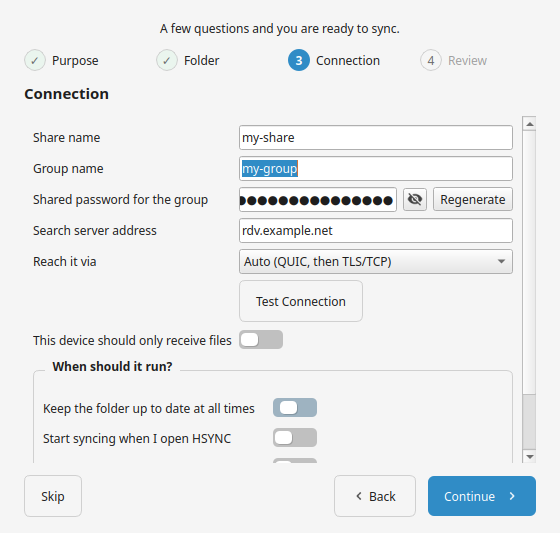 A few questions and you are ready to sync.
✓ Purpose ✓ Folder 3 Connection 4 Review
Connection
Share name my-share
Group name my-group
Shared password for the group ●●●●●●●●●●●●●●● Regenerate
Search server address rdv.example.net
Reach it via Auto (QUIC, then TLS/TCP)
Test Connection
This device should only receive files
When should it run?
Keep the folder up to date at all times
Start syncing when I open HSYNC
Skip Back Continue